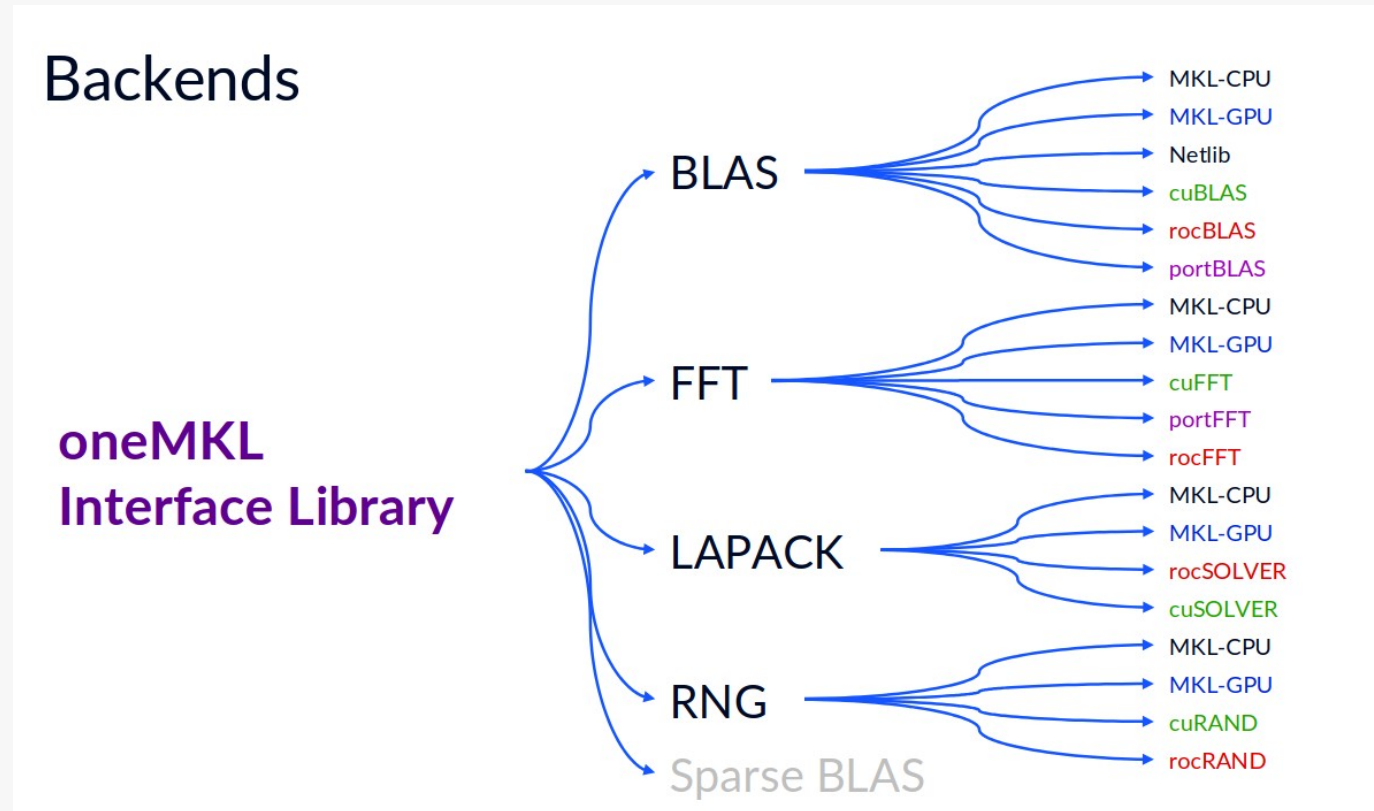 Backends
oneMKL
Interface Library
BLAS
MKL-CPU
MKL-GPU
Netlib
cuBLAS
rocBLAS
portBLAS
FFT
MKL-CPU
MKL-GPU
cuFFT
portFFT
rocFFT
LAPACK
MKL-CPU
MKL-GPU
rocSOLVER
cuSOLVER
RNG
MKL-CPU
MKL-GPU
cuRAND
rocRAND
Sparse BLAS